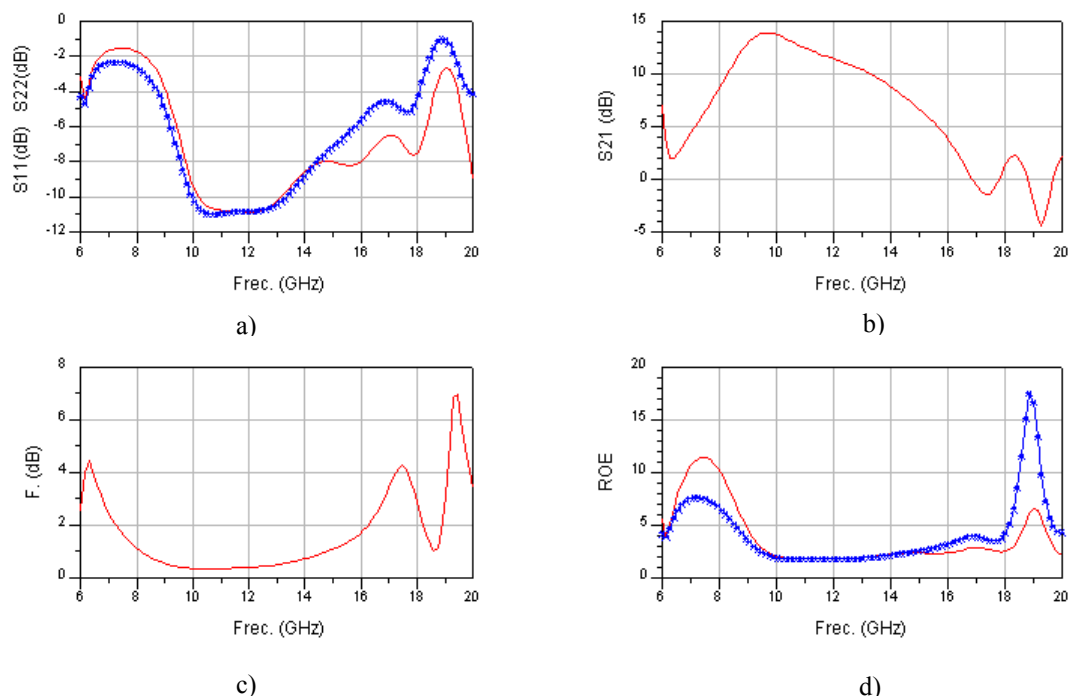 S11(dB) S22(dB)
0
-2
-4
-6
-8
-10
-12
6 8 10 12 14 16 18 20
Frec. (GHz)
a)
S21 (dB)
15
10
5
0
-5
6 8 10 12 14 16 18 20
Frec. (GHz)
b)
F. (dB)
8
6
4
2
0
6 8 10 12 14 16 18 20
Frec. (GHz)
c)
ROE
20
15
10
5
0
6 8 10 12 14 16 18 20
Frec. (GHz)
d)